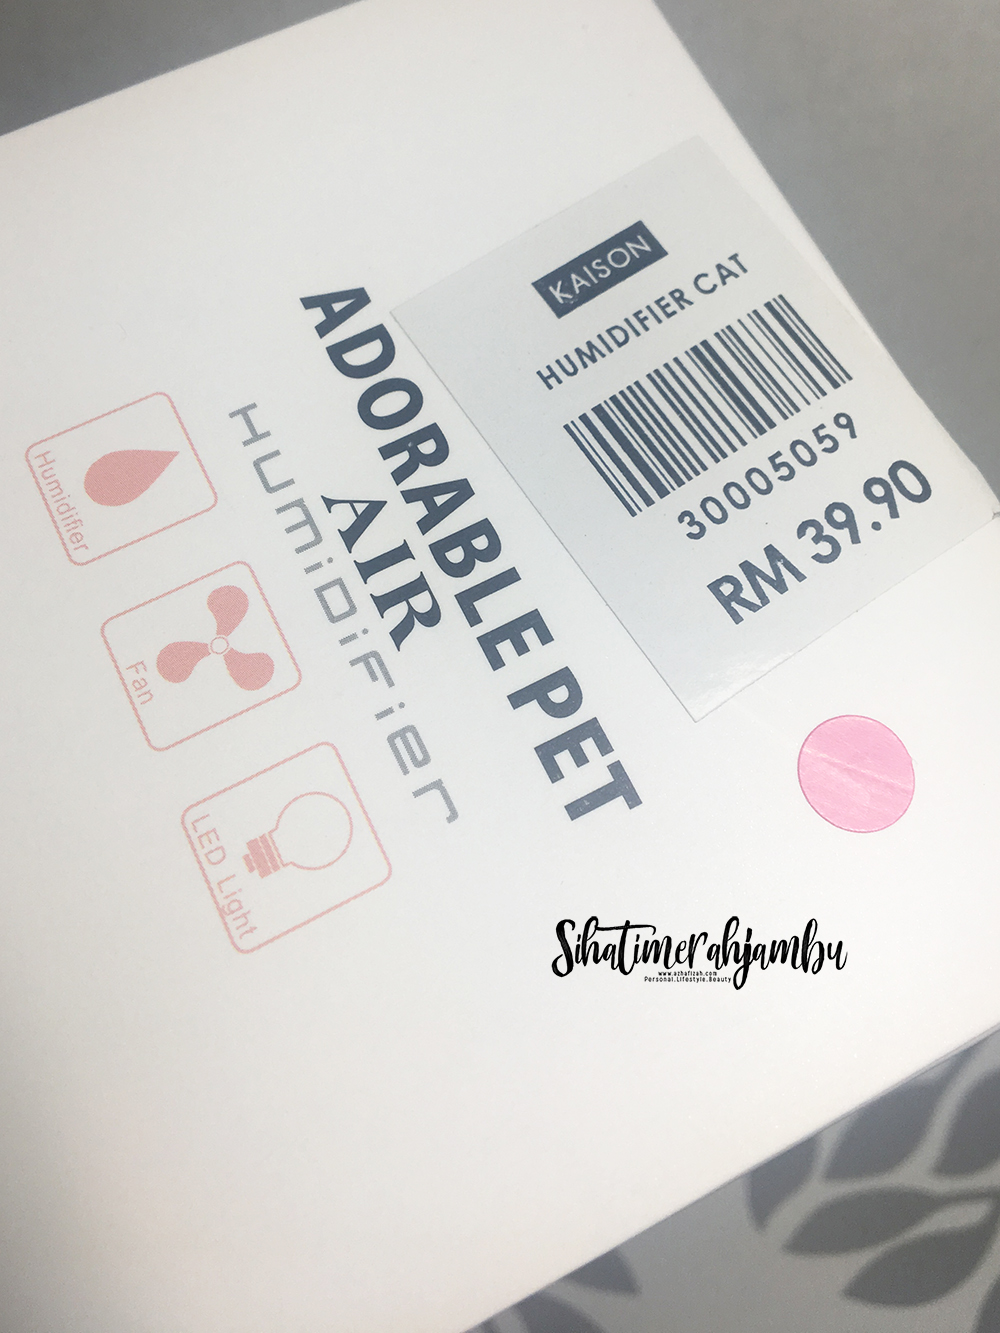 KAISON
HUMIDIFIER CAT
30005059
RM 39.90
ADORABLE PET
AIR
HUMiDiFier
Humidifier
Fan
LED Light
Sihatimerahjambu
www.azhafizah.com
Personal.Lifestyle.Beauty